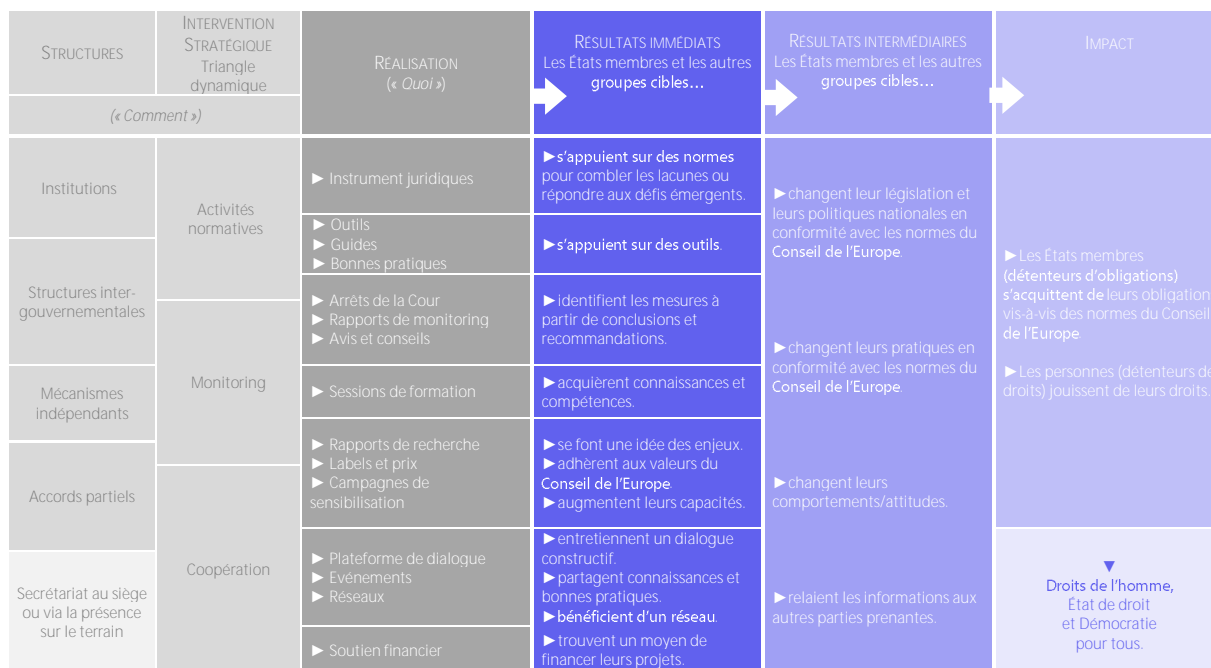 STRUCTURES
INTERVENTION
STRATÉGIQUE
Triangle
dynamique
(« Comment »)
RÉALISATION
(« Quoi »)
RÉSULTATS IMMÉDIATS
Les États membres et les autres
groupes cibles…
RÉSULTATS INTERMÉDIAIRES
Les États membres et les autres
groupes cibles…
IMPACT
Institutions
Structures inter-
gouvernementales
Mécanismes
indépendants
Accords partiels
Secrétariat au siège
ou via la présence
sur le terrain
Activités
normatives
Monitoring
Coopération
► Instrument juridiques
► Outils
► Guides
► Bonnes pratiques
► Arrêts de la Cour
► Rapports de monitoring
► Avis et conseils
► Sessions de formation
► Rapports de recherche
► Labels et prix
► Campagnes de
sensibilisation
► Plateforme de dialogue
► Evénements
► Réseaux
► Soutien financier
►s’appuient sur des normes
pour combler les lacunes ou
répondre aux défis émergents.
►s’appuient sur des outils.
►identifient les mesures à
partir de conclusions et
recommandations.
►acquièrent connaissances et
compétences.
►se font une idée des enjeux.
►adhèrent aux valeurs du
Conseil de l’Europe.
►augmentent leurs capacités.
►entretiennent un dialogue
constructif.
►partagent connaissances et
bonnes pratiques.
►bénéficient d’un réseau.
►trouvent un moyen de
financer leurs projets.
►changent leur législation et
leurs politiques nationales en
conformité avec les normes du
Conseil de l’Europe.
►changent leurs pratiques en
conformité avec les normes du
Conseil de l’Europe.
►changent leurs
comportements/attitudes.
►relaient les informations aux
autres parties prenantes.
►Les États membres
(détenteurs d’obligations)
s’acquittent de leurs obligation
vis-à-vis des normes du Conseil
de l’Europe.
►Les personnes (détenteurs de
droits) jouissent de leurs droits.
▼
Droits de l’homme,
État de droit
et Démocratie
pour tous.